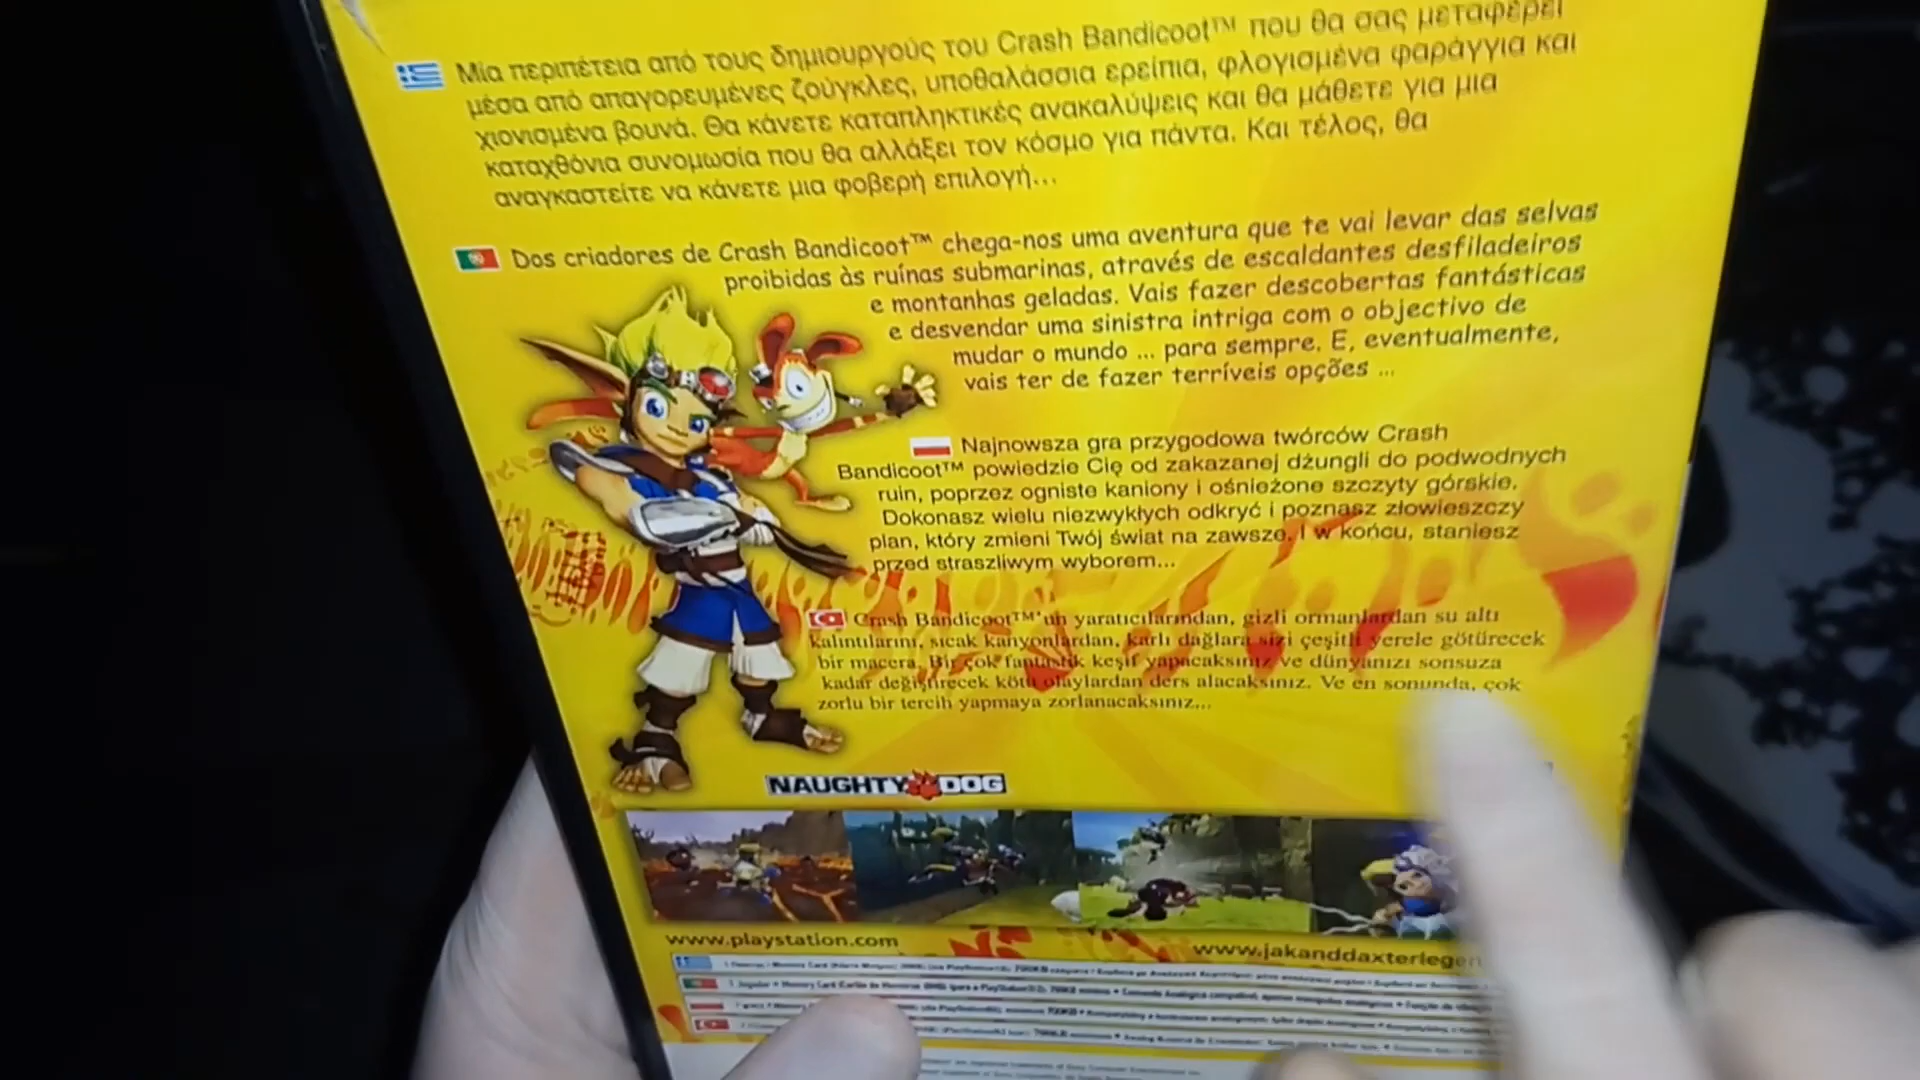 Μία περιπέτεια από τους δημιουργούς του Crash Bandicoot™ που θα σας μεταφέρει
μέσα από απαγορευμένες ζούγκλες, υποθαλάσσια ερείπια, φλογισμένα φαράγγια και
χιονισμένα βουνά. Θα κάνετε καταπληκτικές ανακαλύψεις και θα μάθετε για μια
καταχθόνια συνομωσία που θα αλλάξει τον κόσμο για πάντα. Και τέλος, θα
αναγκαστείτε να κάνετε μια φοβερή επιλογή...
Dos criadores de Crash Bandicoot™ chega-nos uma aventura que te vai levar das selvas
proibidas às ruínas submarinas, através de escaldantes desfiladeiros
e montanhas geladas. Vais fazer descobertas fantásticas
e desvendar uma sinistra intriga com o objectivo de
mudar o mundo ... para sempre. E, eventualmente,
vais ter de fazer terríveis opções ...
Najnowsza gra przygodowa twórców Crash
Bandicoot™ powiedzie Cię od zakazanej dżungli do podwodnych
ruin, poprzez ogniste kaniony i ośnieżone szczyty górskie.
Dokonasz wielu niezwykłych odkryć i poznasz złowieszczy
plan, który zmieni Twój świat na zawsze. I w końcu, staniesz
przed straszliwym wyborem...
Crash Bandicoot™'un yaratıcılarından, gizli ormanlardan su altı
kalıntılarını, sıcak kanyonlardan, karlı dağlara sizi çeşitli yerele götürecek
bir macera. Bir çok fantastik keşif yapacaksınız ve dünyanızı sonsuza
kadar değiştirecek kötü olaylardan ders alacaksınız. Ve en sonunda, çok
zorlu bir tercih yapmaya zorlanacaksınız...
NAUGHTY DOG
www.playstation.com
www.jakanddaxterlegen